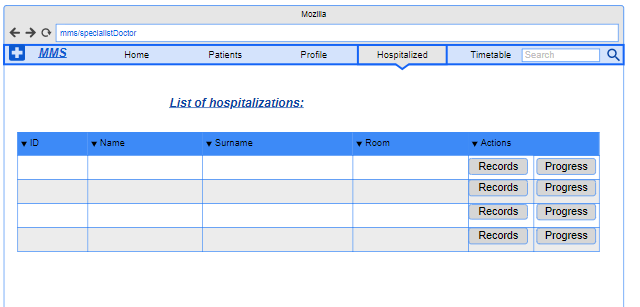 Mozilla
mms/specialistDoctor
MMS Home Patients Profile Hospitalized Timetable Search
List of hospitalizations:
ID Name Surname Room Actions
Records Progress
Records Progress
Records Progress
Records Progress